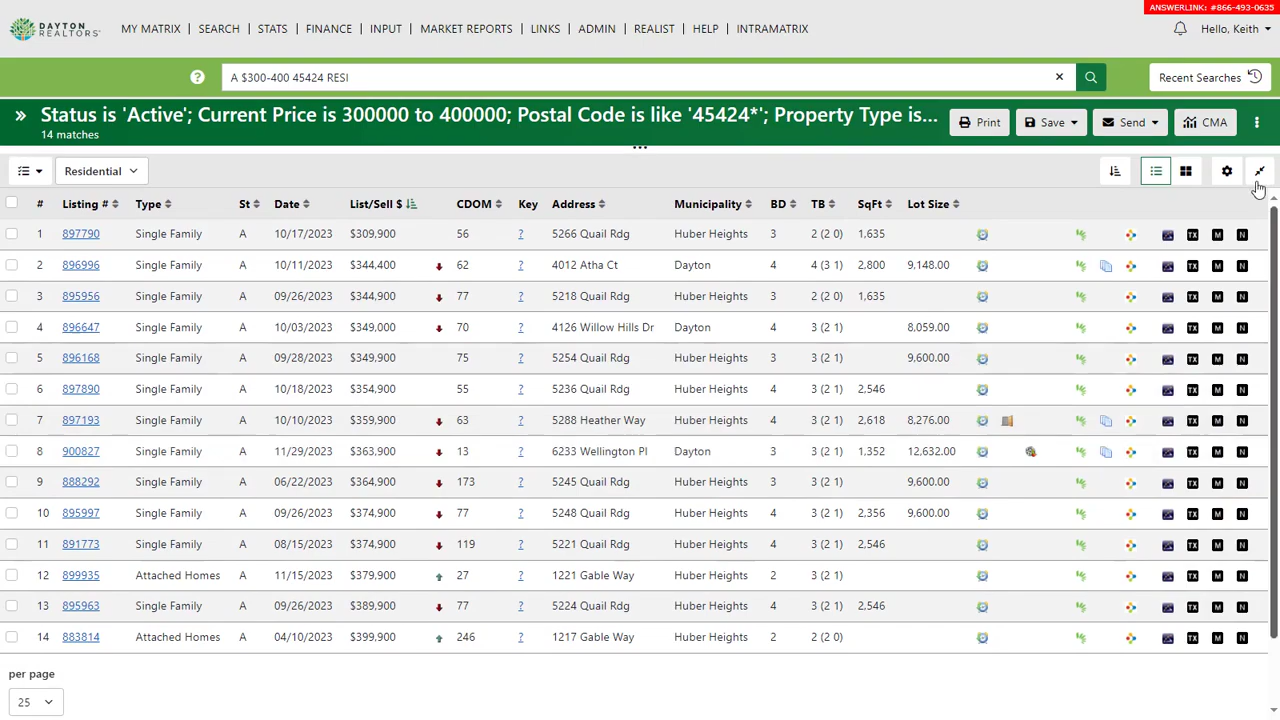 ANSWERLINK: #866-493-0635
DAYTON REALTORS® MY MATRIX SEARCH STATS FINANCE INPUT MARKET REPORTS LINKS ADMIN REALIST HELP INTRAMATRIX Hello, Keith
? A $300-400 45424 RESI × Recent Searches
» Status is 'Active'; Current Price is 300000 to 400000; Postal Code is like '45424*'; Property Type is...
14 matches
Print Save Send CMA
Residential
# Listing # Type St Date List/Sell $ CDOM Key Address Municipality BD TB SqFt Lot Size
1 897790 Single Family A 10/17/2023 $309,900 56 ? 5266 Quail Rdg Huber Heights 3 2 (2 0) 1,635 TX M N
2 896996 Single Family A 10/11/2023 $344,400 62 ? 4012 Atha Ct Dayton 4 4 (3 1) 2,800 9,148.00 TX M N
3 895956 Single Family A 09/26/2023 $344,900 77 ? 5218 Quail Rdg Huber Heights 3 2 (2 0) 1,635 TX M N
4 896647 Single Family A 10/03/2023 $349,000 70 ? 4126 Willow Hills Dr Dayton 4 3 (2 1) 8,059.00 TX M N
5 896168 Single Family A 09/28/2023 $349,900 75 ? 5254 Quail Rdg Huber Heights 4 3 (2 1) 9,600.00 TX M N
6 897890 Single Family A 10/18/2023 $354,900 55 ? 5236 Quail Rdg Huber Heights 4 3 (2 1) 2,546 TX M N
7 897193 Single Family A 10/10/2023 $359,900 63 ? 5288 Heather Way Huber Heights 4 3 (2 1) 2,618 8,276.00 TX M N
8 900827 Single Family A 11/29/2023 $363,900 13 ? 6233 Wellington Pl Dayton 3 3 (2 1) 1,352 12,632.00 TX M N
9 888292 Single Family A 06/22/2023 $364,900 173 ? 5245 Quail Rdg Huber Heights 3 3 (2 1) 9,600.00 TX M N
10 895997 Single Family A 09/26/2023 $374,900 77 ? 5248 Quail Rdg Huber Heights 4 3 (2 1) 2,356 9,600.00 TX M N
11 891773 Single Family A 08/15/2023 $374,900 119 ? 5221 Quail Rdg Huber Heights 4 3 (2 1) 2,546 TX M N
12 899935 Attached Homes A 11/15/2023 $379,900 27 ? 1221 Gable Way Huber Heights 2 3 (2 1) TX M N
13 895963 Single Family A 09/26/2023 $389,900 77 ? 5224 Quail Rdg Huber Heights 4 3 (2 1) 2,546 TX M N
14 883814 Attached Homes A 04/10/2023 $399,900 246 ? 1217 Gable Way Huber Heights 2 2 (2 0) TX M N
per page
25